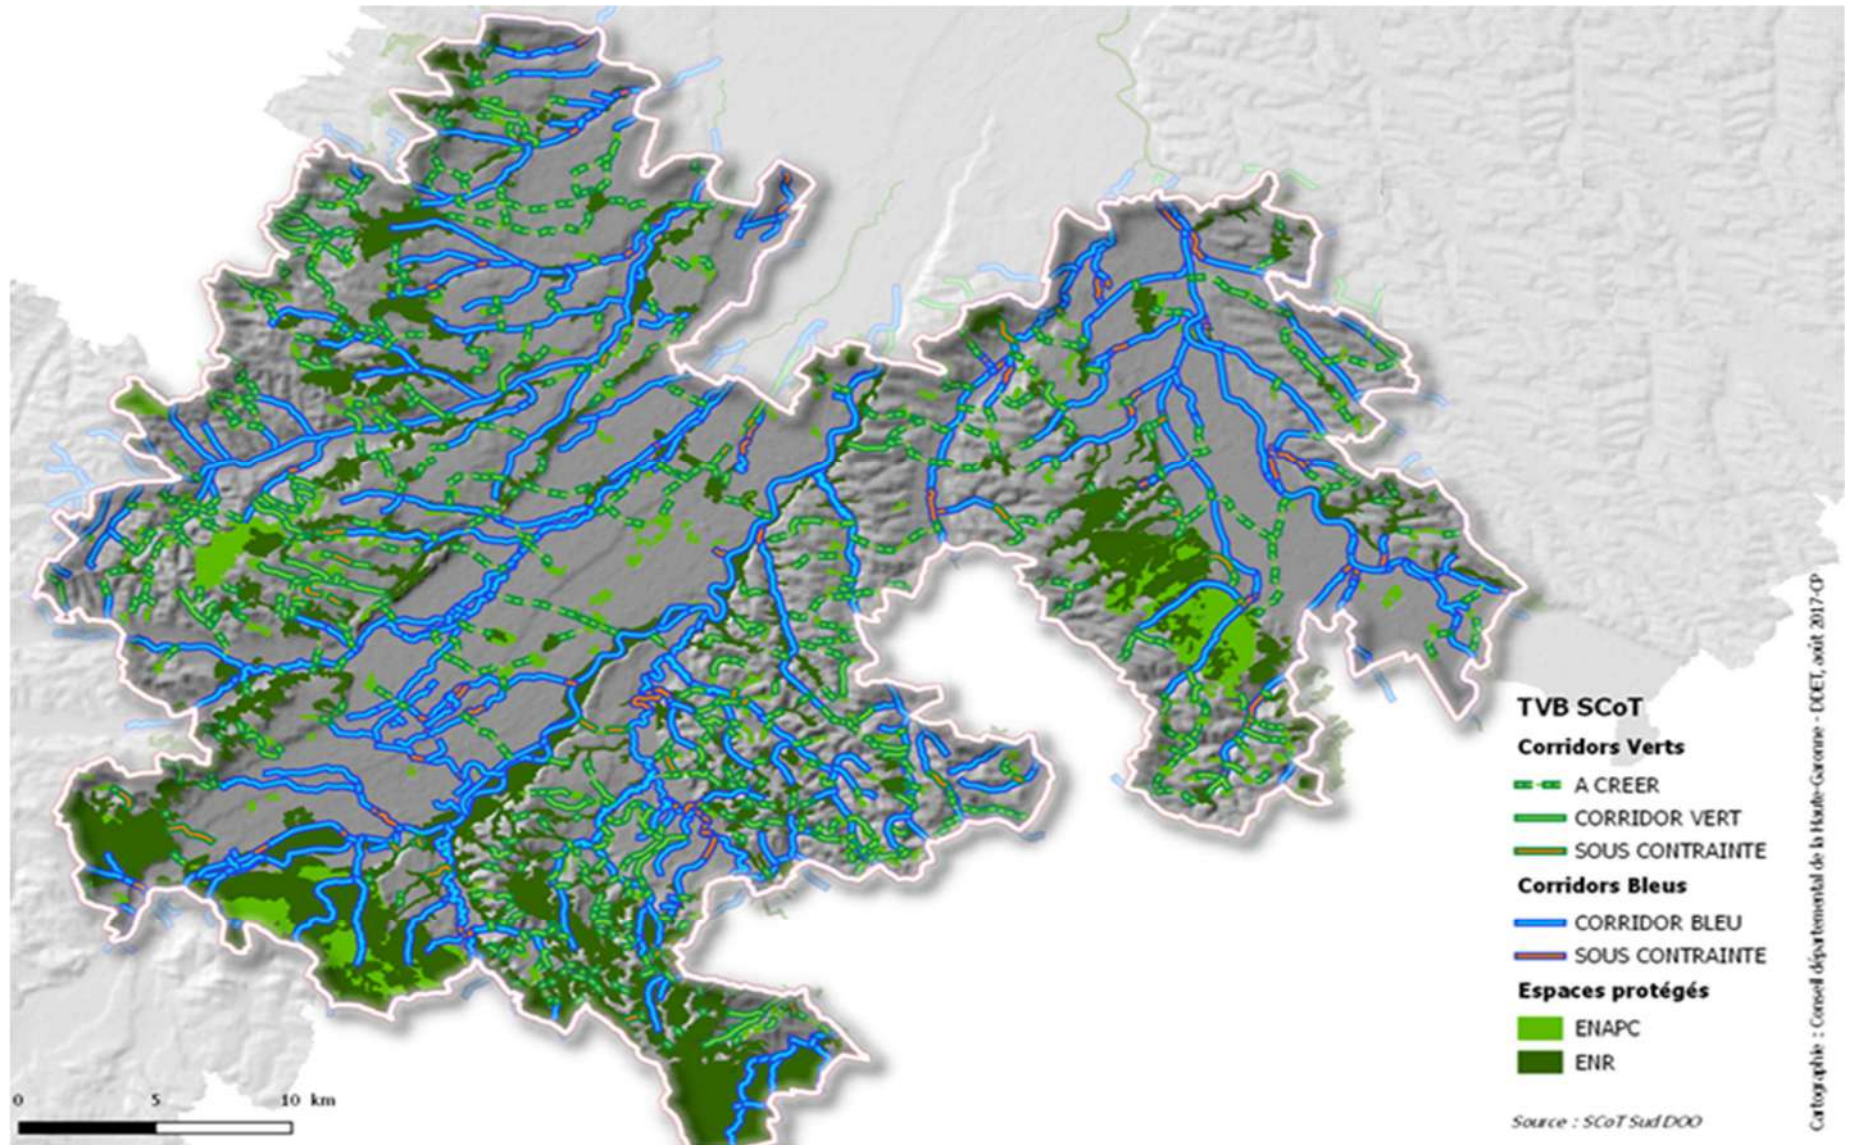 TVB SCoT
Corridors Verts
A CREER
CORRIDOR VERT
SOUS CONTRAINTE
Corridors Bleus
CORRIDOR BLEU
SOUS CONTRAINTE
Espaces protégés
ENAPC
ENR
Source : SCoT Sud DOO
0 5 10 km
Cartographie : Conseil départemental de la Haute-Garonne - DDET, août 2017-CP